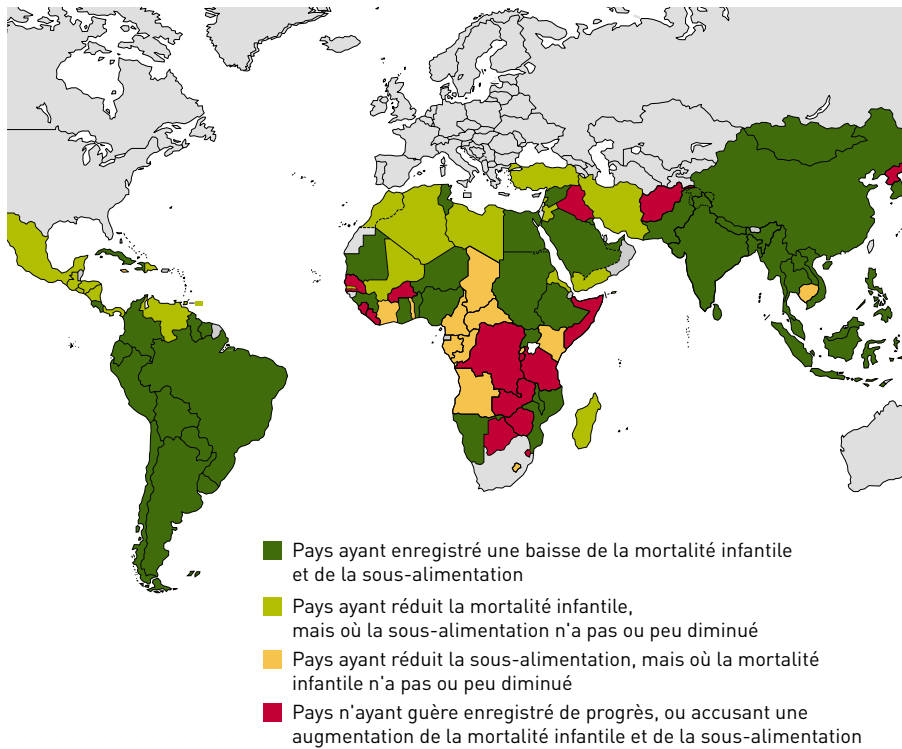 Pays ayant enregistré une baisse de la mortalité infantile
et de la sous-alimentation
Pays ayant réduit la mortalité infantile,
mais où la sous-alimentation n'a pas ou peu diminué
Pays ayant réduit la sous-alimentation, mais où la mortalité
infantile n'a pas ou peu diminué
Pays n'ayant guère enregistré de progrès, ou accusant une
augmentation de la mortalité infantile et de la sous-alimentation